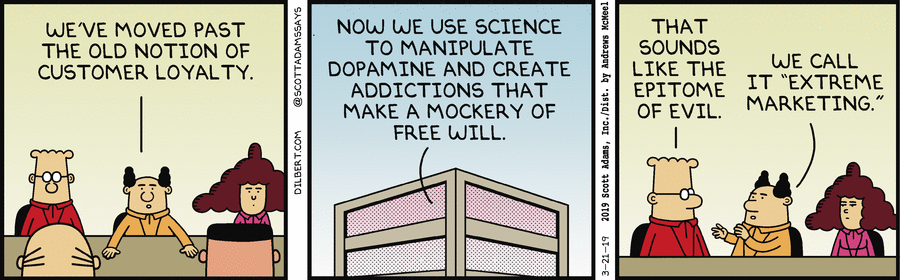 WE'VE MOVED PAST
THE OLD NOTION OF
CUSTOMER LOYALTY.
DILBERT.COM @SCOTTADAMSSAYS
NOW WE USE SCIENCE
TO MANIPULATE
DOPAMINE AND CREATE
ADDICTIONS THAT
MAKE A MOCKERY OF
FREE WILL.
3-21-19 2019 Scott Adams, Inc./Dist. by Andrews McMeel
THAT
SOUNDS
LIKE THE
EPITOME
OF EVIL.
WE CALL
IT "EXTREME
MARKETING."